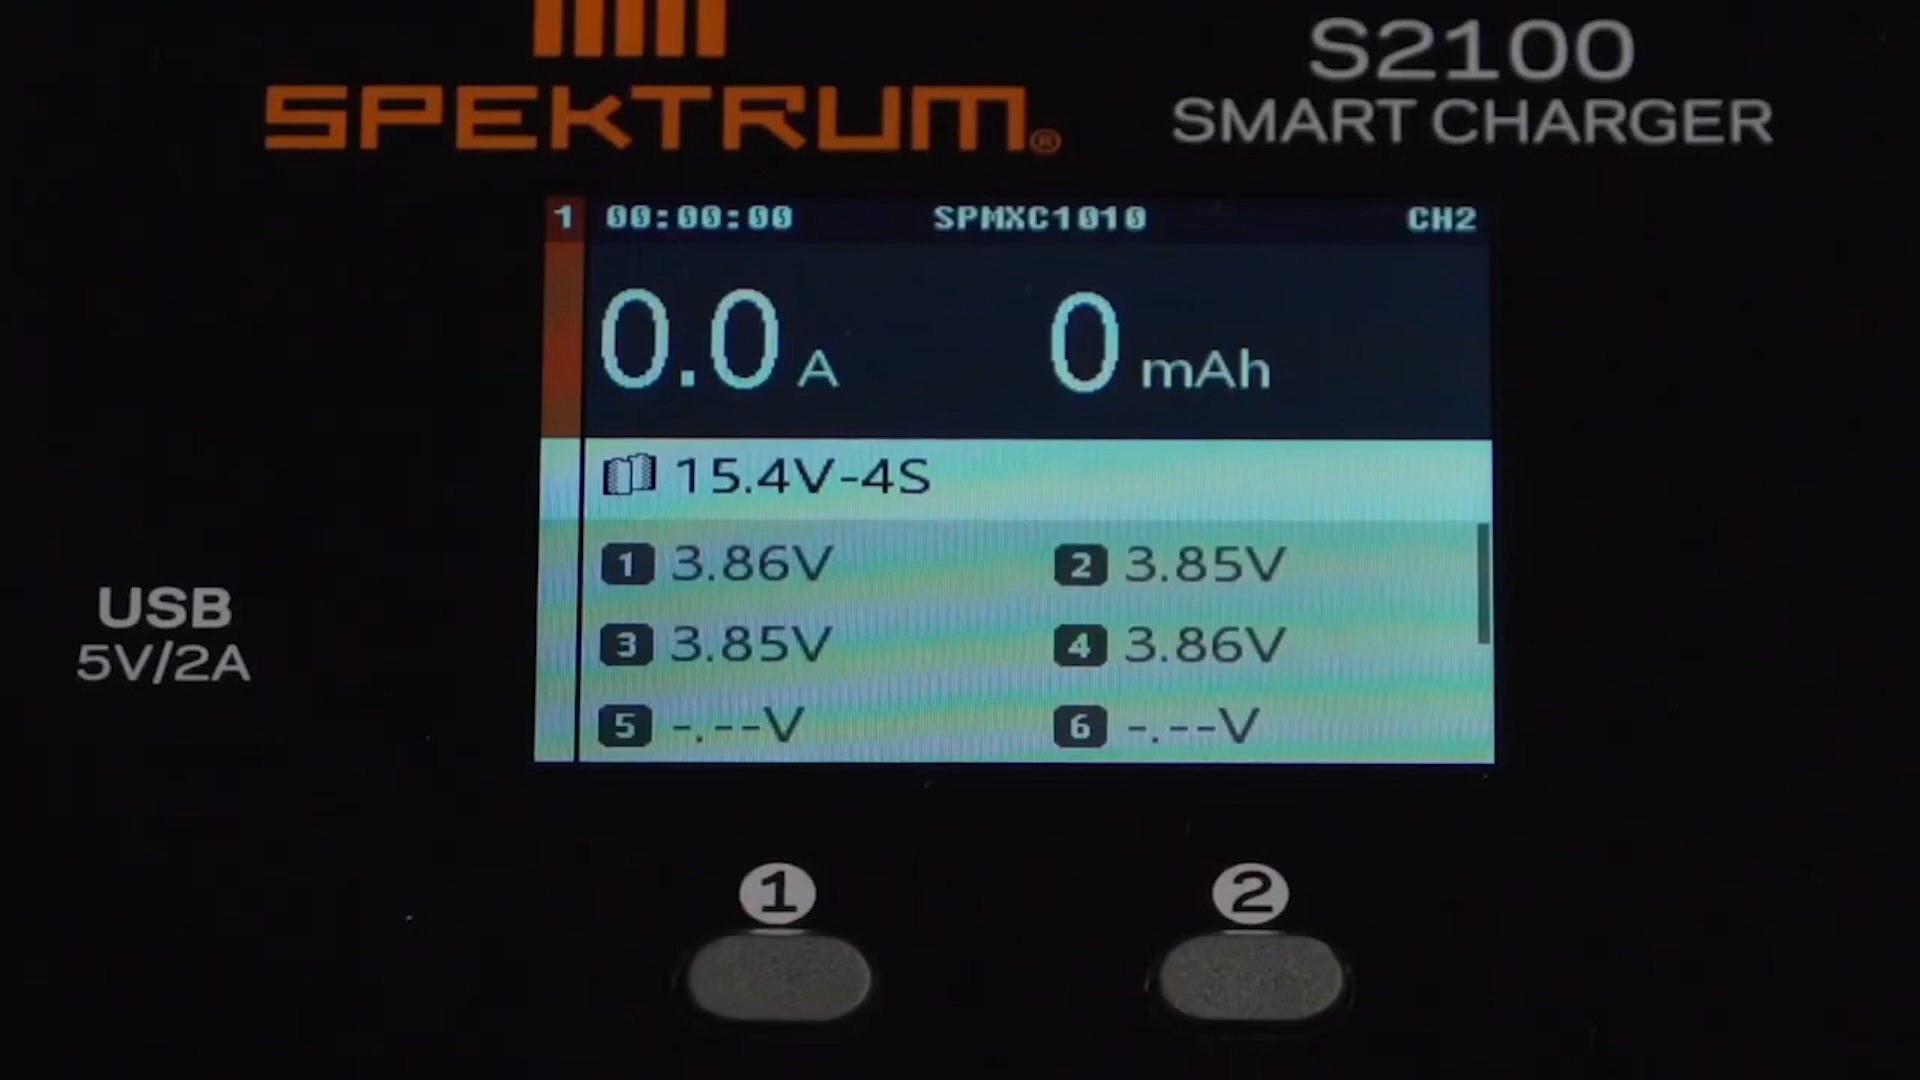 SPEKTRUM®
S2100
SMART CHARGER
1 00:00:00 SPMXC1010 CH2
0.0 A 0 mAh
15.4V-4S
1 3.86V 2 3.85V
3 3.85V 4 3.86V
5 -.--V 6 -.--V
USB
5V/2A
1 2